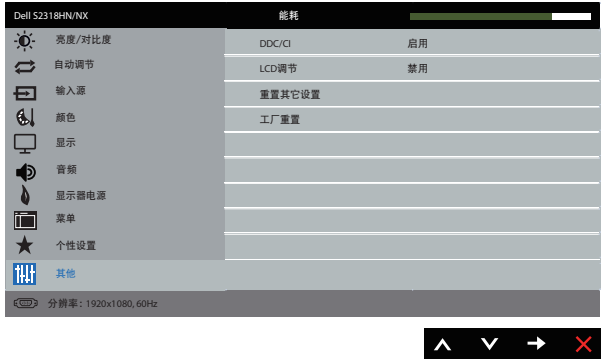 Dell S2318HN/NX 能耗
亮度/对比度
DDC/CI 启用
自动调节
LCD调节 禁用
输入源
重置其它设置
颜色
工厂重置
显示
音频
显示器电源
菜单
个性设置
其他
分辨率：1920x1080, 60Hz